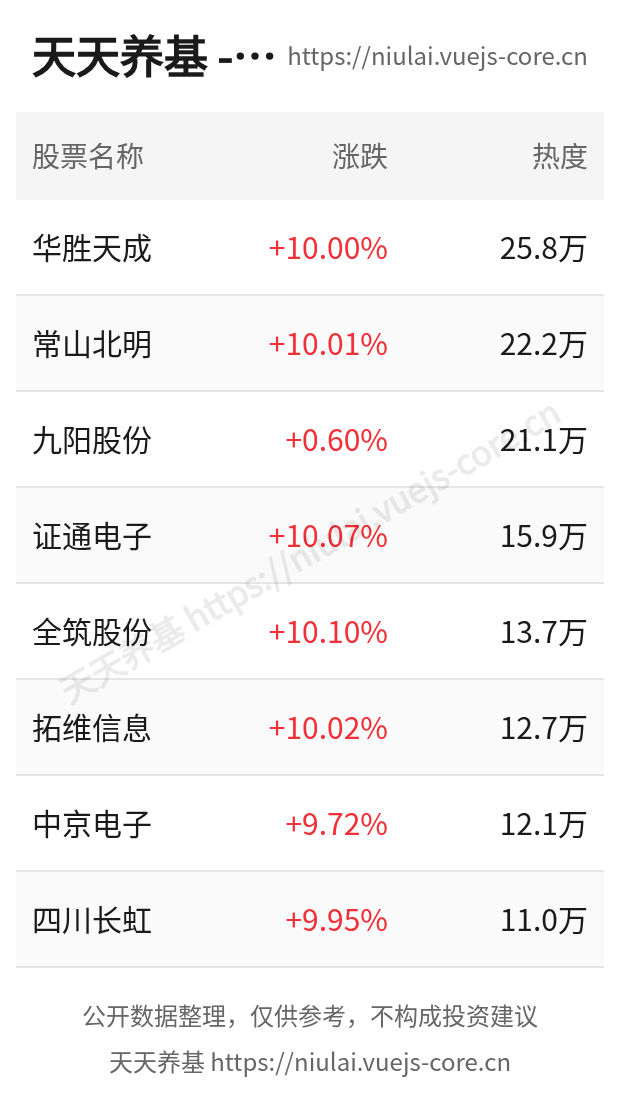 天天养基 -··· https://niulai.vuejs-core.cn
股票名称 涨跌 热度
华胜天成 +10.00% 25.8万
常山北明 +10.01% 22.2万
九阳股份 +0.60% 21.1万
证通电子 +10.07% 15.9万
全筑股份 +10.10% 13.7万
拓维信息 +10.02% 12.7万
中京电子 +9.72% 12.1万
四川长虹 +9.95% 11.0万
天天养基 https://niulai.vuejs-core.cn
公开数据整理，仅供参考，不构成投资建议
天天养基 https://niulai.vuejs-core.cn